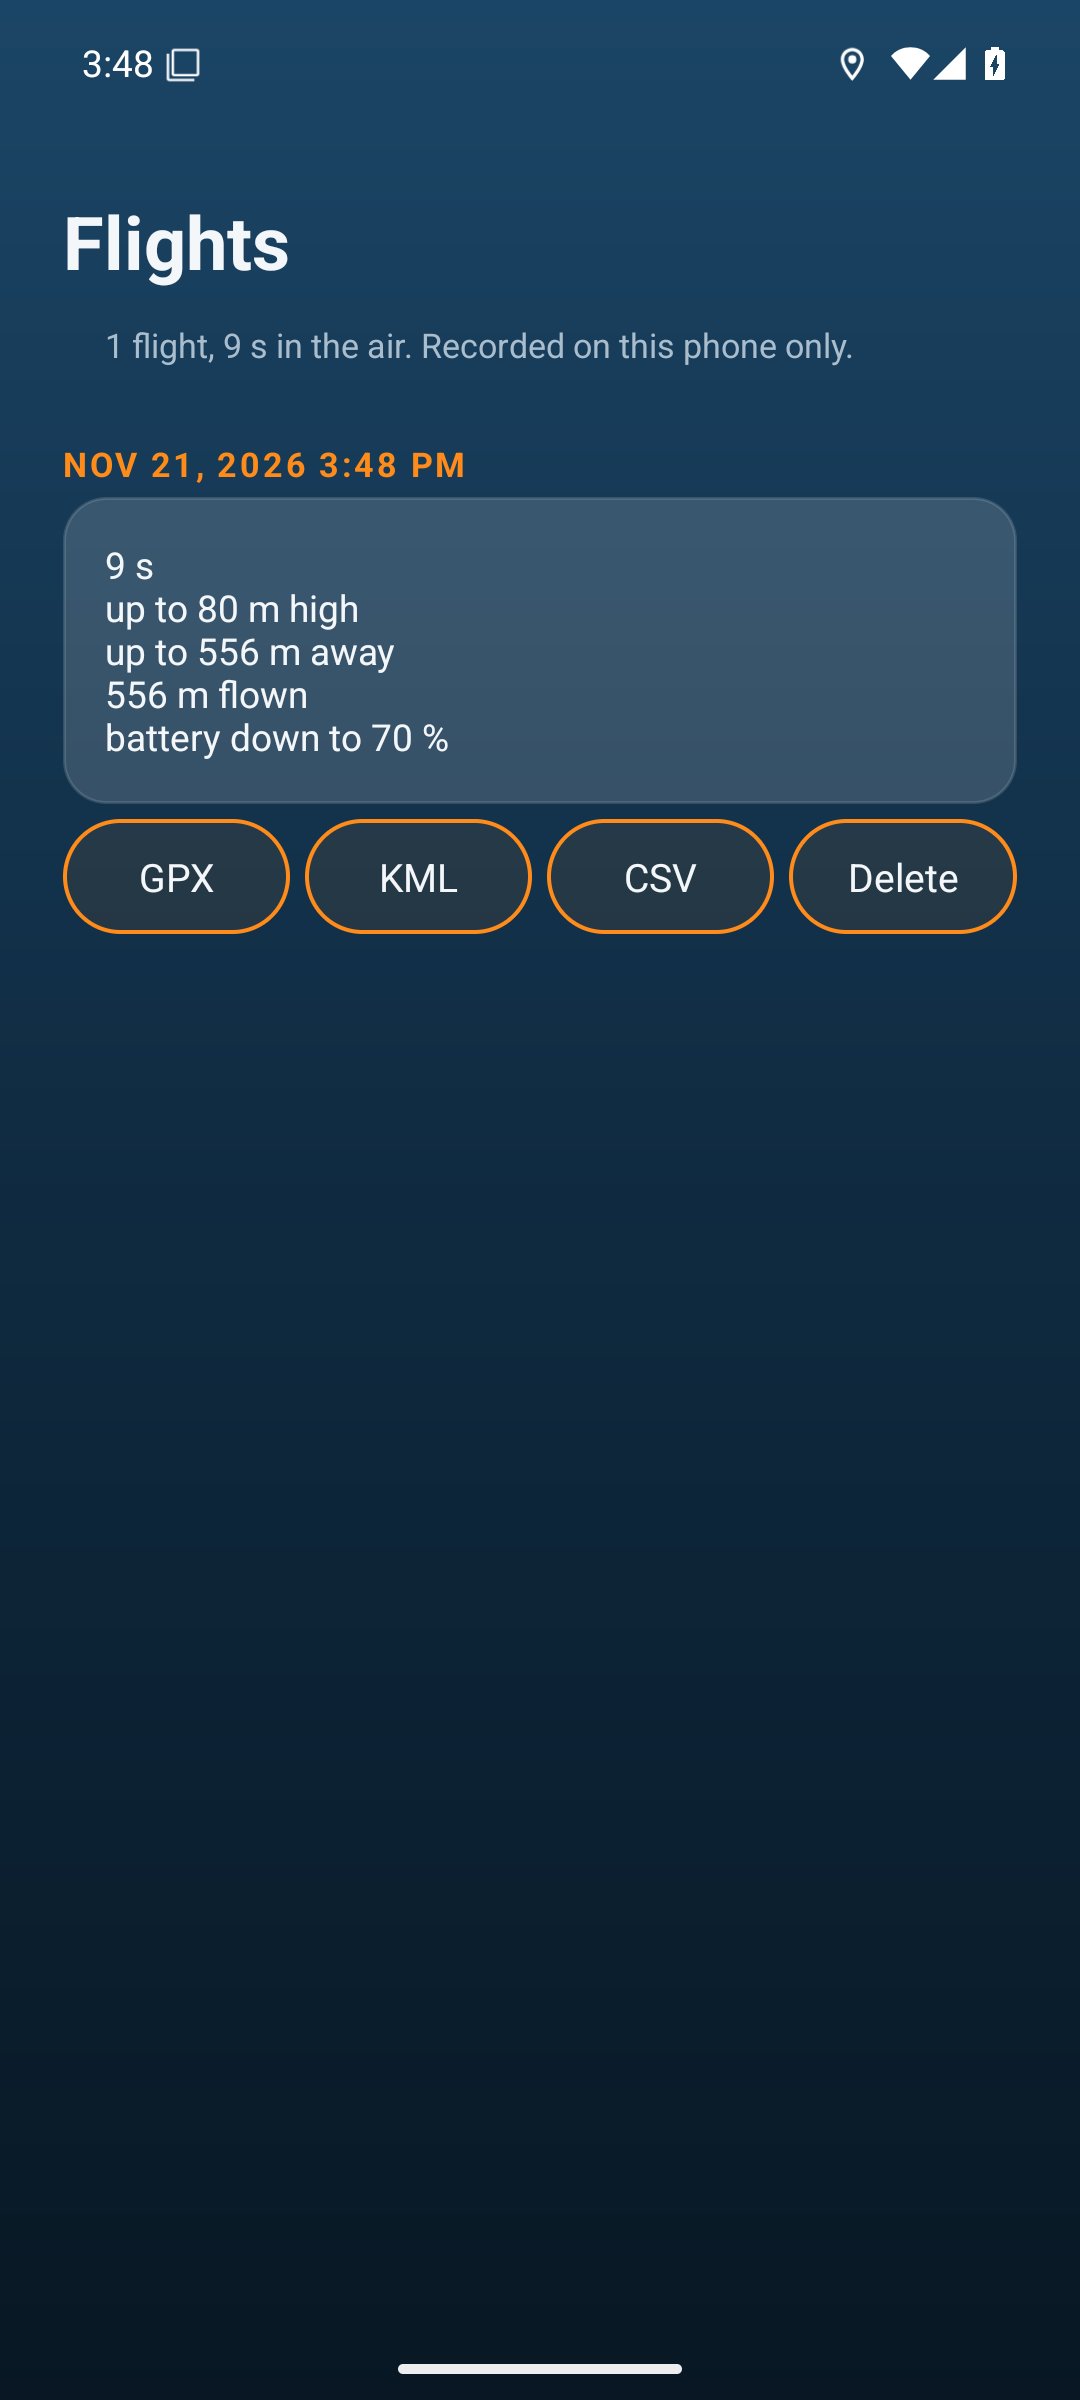 3:48
Flights
1 flight, 9 s in the air. Recorded on this phone only.
NOV 21, 2026 3:48 PM
9 s
up to 80 m high
up to 556 m away
556 m flown
battery down to 70 %
GPX KML CSV Delete